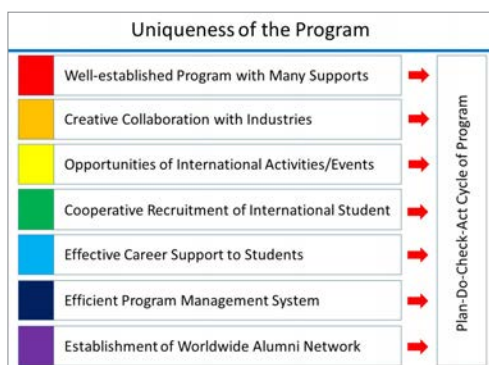 Uniqueness of the Program
Well-established Program with Many Supports
Creative Collaboration with Industries
Opportunities of International Activities/Events
Cooperative Recruitment of International Student
Effective Career Support to Students
Efficient Program Management System
Establishment of Worldwide Alumni Network
Plan-Do-Check-Act Cycle of Program